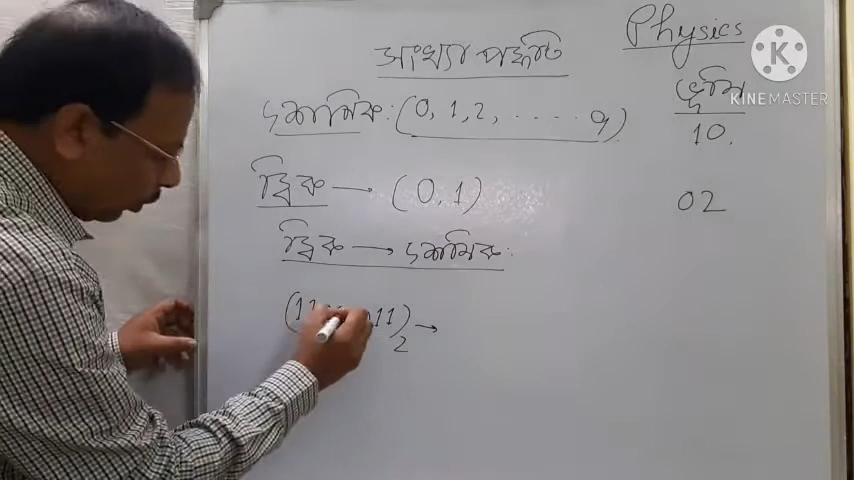 Physics
সংখ্যা পদ্ধতি
K
KINEMASTER
দশমিক: (0, 1, 2, . . . . . 9)
ভূমি
10.
দ্বিক → (0, 1)
02
দ্বিক → দশমিক:
(11 11)₂ →